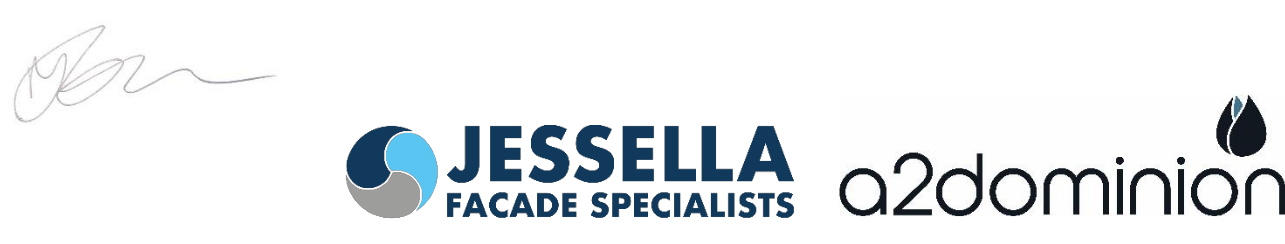 JESSELLA
FACADE SPECIALISTS
a2dominion